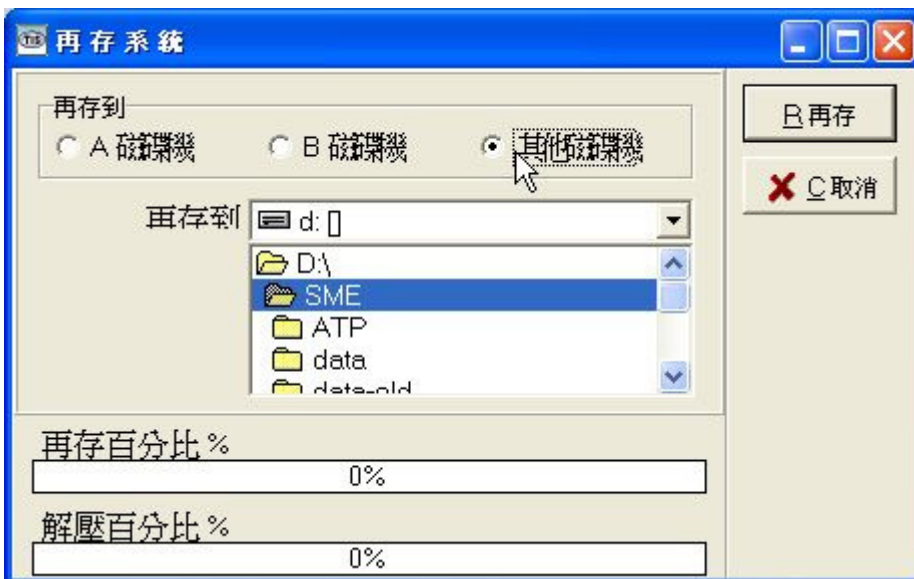 再存系統
再存到
A 磁碟機 B 磁碟機 其他磁碟機
R再存
C取消
再存到 d: []
D:\
SME
ATP
data
data-old
再存百分比 %
0%
解壓百分比 %
0%